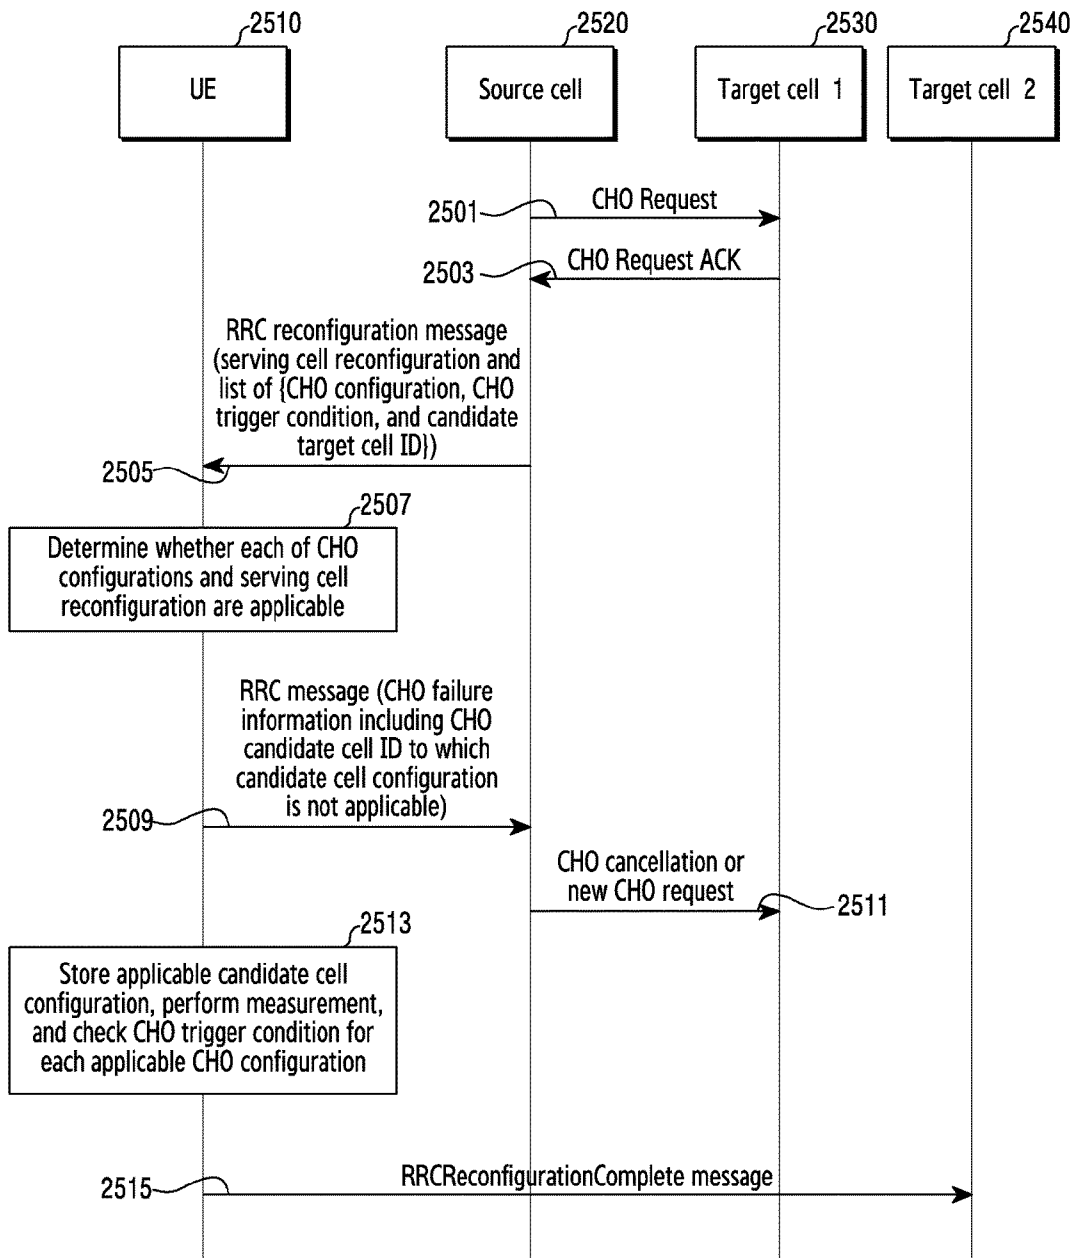 2510
2520
2530
2540
UE
Source cell
Target cell 1
Target cell 2
2501
CHO Request
2503
CHO Request ACK
RRC reconfiguration message
(serving cell reconfiguration and
list of {CHO configuration, CHO
trigger condition, and candidate
target cell ID})
2505
2507
Determine whether each of CHO
configurations and serving cell
reconfiguration are applicable
RRC message (CHO failure
information including CHO
candidate cell ID to which
candidate cell configuration
is not applicable)
2509
CHO cancellation or
new CHO request
2511
2513
Store applicable candidate cell
configuration, perform measurement,
and check CHO trigger condition for
each applicable CHO configuration
2515
RRCReconfigurationComplete message